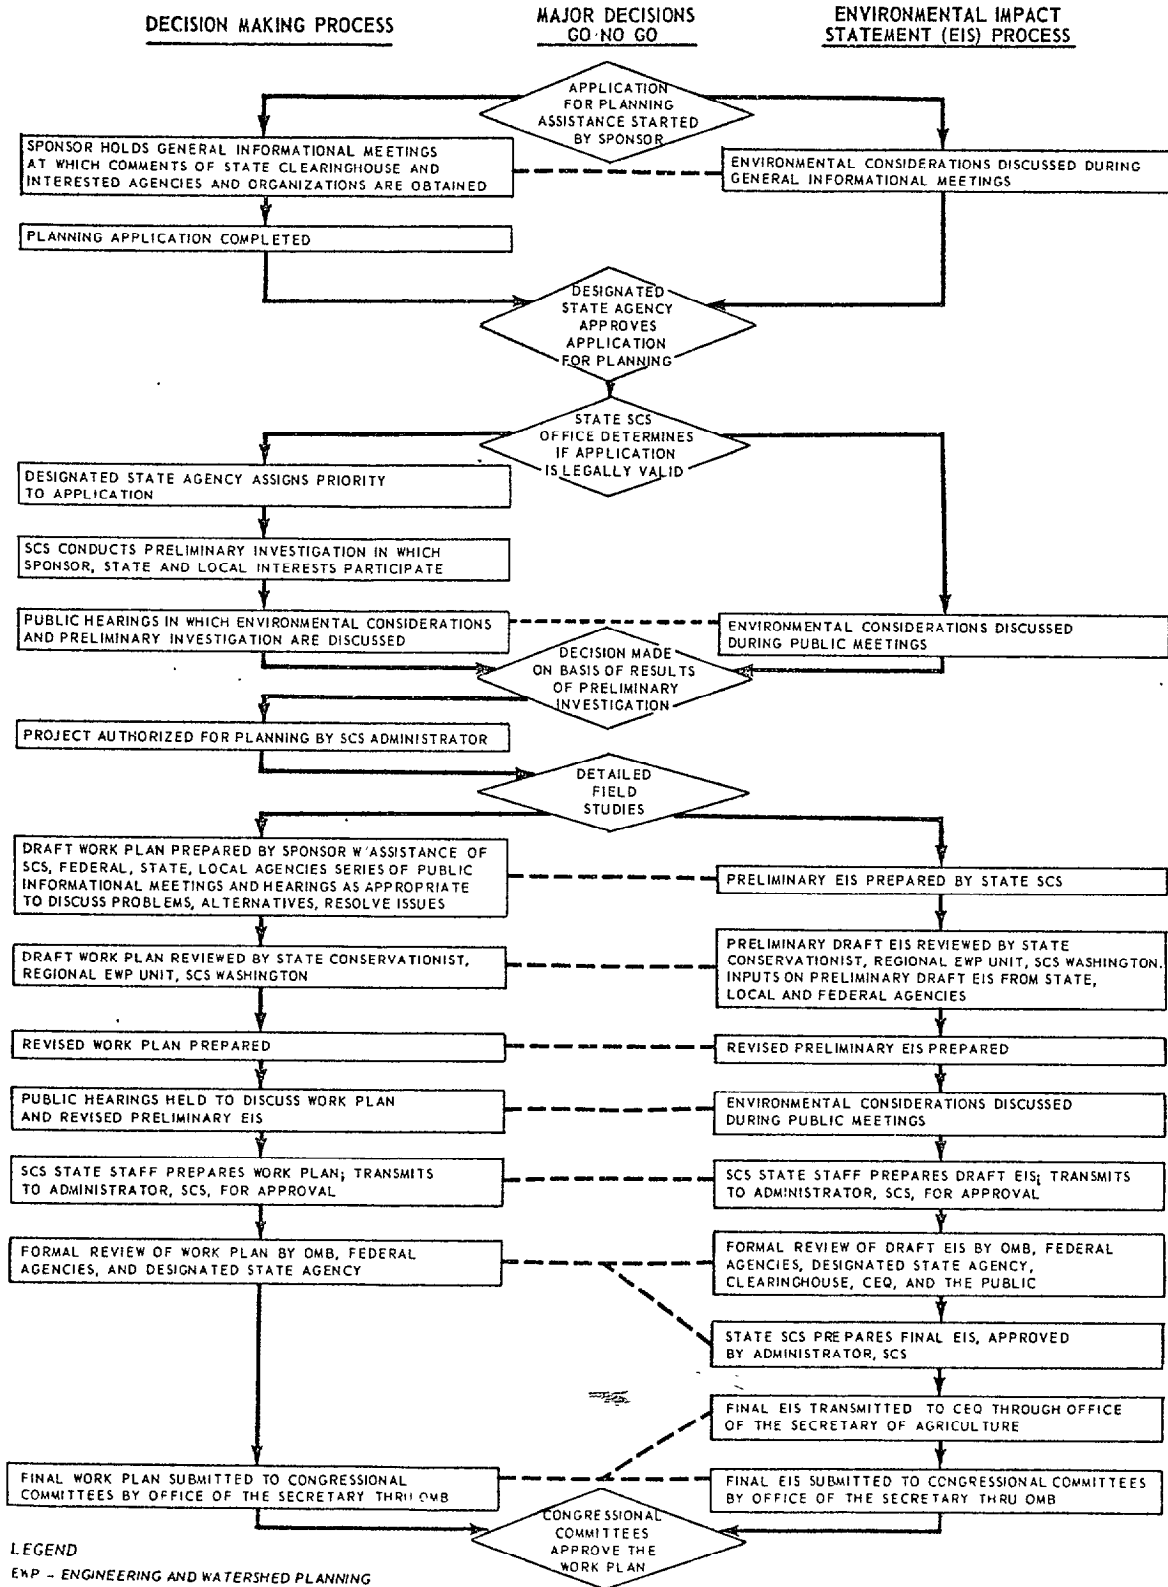 DECISION MAKING PROCESS
MAJOR DECISIONS
GO·NO GO
ENVIRONMENTAL IMPACT
STATEMENT (EIS) PROCESS
APPLICATION
FOR PLANNING
ASSISTANCE STARTED
BY SPONSOR
SPONSOR HOLDS GENERAL INFORMATIONAL MEETINGS
AT WHICH COMMENTS OF STATE CLEARINGHOUSE AND
INTERESTED AGENCIES AND ORGANIZATIONS ARE OBTAINED
ENVIRONMENTAL CONSIDERATIONS DISCUSSED DURING
GENERAL INFORMATIONAL MEETINGS
PLANNING APPLICATION COMPLETED
DESIGNATED
STATE AGENCY
APPROVES
APPLICATION
FOR PLANNING
STATE SCS
OFFICE DETERMINES
IF APPLICATION
IS LEGALLY VALID
DESIGNATED STATE AGENCY ASSIGNS PRIORITY
TO APPLICATION
SCS CONDUCTS PRELIMINARY INVESTIGATION IN WHICH
SPONSOR, STATE AND LOCAL INTERESTS PARTICIPATE
PUBLIC HEARINGS IN WHICH ENVIRONMENTAL CONSIDERATIONS
AND PRELIMINARY INVESTIGATION ARE DISCUSSED
ENVIRONMENTAL CONSIDERATIONS DISCUSSED
DURING PUBLIC MEETINGS
DECISION MADE
ON BASIS OF RESULTS
OF PRELIMINARY
INVESTIGATION
PROJECT AUTHORIZED FOR PLANNING BY SCS ADMINISTRATOR
DETAILED
FIELD
STUDIES
DRAFT WORK PLAN PREPARED BY SPONSOR W'ASSISTANCE OF
SCS, FEDERAL, STATE, LOCAL AGENCIES SERIES OF PUBLIC
INFORMATIONAL MEETINGS AND HEARINGS AS APPROPRIATE
TO DISCUSS PROBLEMS, ALTERNATIVES, RESOLVE ISSUES
PRELIMINARY EIS PREPARED BY STATE SCS
DRAFT WORK PLAN REVIEWED BY STATE CONSERVATIONIST,
REGIONAL EWP UNIT, SCS WASHINGTON
PRELIMINARY DRAFT EIS REVIEWED BY STATE
CONSERVATIONIST, REGIONAL EWP UNIT, SCS WASHINGTON.
INPUTS ON PRELIMINARY DRAFT EIS FROM STATE,
LOCAL AND FEDERAL AGENCIES
REVISED WORK PLAN PREPARED
REVISED PRELIMINARY EIS PREPARED
PUBLIC HEARINGS HELD TO DISCUSS WORK PLAN
AND REVISED PRELIMINARY EIS
ENVIRONMENTAL CONSIDERATIONS DISCUSSED
DURING PUBLIC MEETINGS
SCS STATE STAFF PREPARES WORK PLAN; TRANSMITS
TO ADMINISTRATOR, SCS, FOR APPROVAL
SCS STATE STAFF PREPARES DRAFT EIS; TRANSMITS
TO ADMINISTRATOR, SCS, FOR APPROVAL
FORMAL REVIEW OF WORK PLAN BY OMB, FEDERAL
AGENCIES, AND DESIGNATED STATE AGENCY
FORMAL REVIEW OF DRAFT EIS BY OMB, FEDERAL
AGENCIES, DESIGNATED STATE AGENCY,
CLEARINGHOUSE, CEQ, AND THE PUBLIC
STATE SCS PREPARES FINAL EIS, APPROVED
BY ADMINISTRATOR, SCS
FINAL EIS TRANSMITTED TO CEQ THROUGH OFFICE
OF THE SECRETARY OF AGRICULTURE
FINAL WORK PLAN SUBMITTED TO CONGRESSIONAL
COMMITTEES BY OFFICE OF THE SECRETARY THRU OMB
FINAL EIS SUBMITTED TO CONGRESSIONAL COMMITTEES
BY OFFICE OF THE SECRETARY THRU OMB
CONGRESSIONAL
COMMITTEES
APPROVE THE
WORK PLAN
LEGEND
EWP - ENGINEERING AND WATERSHED PLANNING